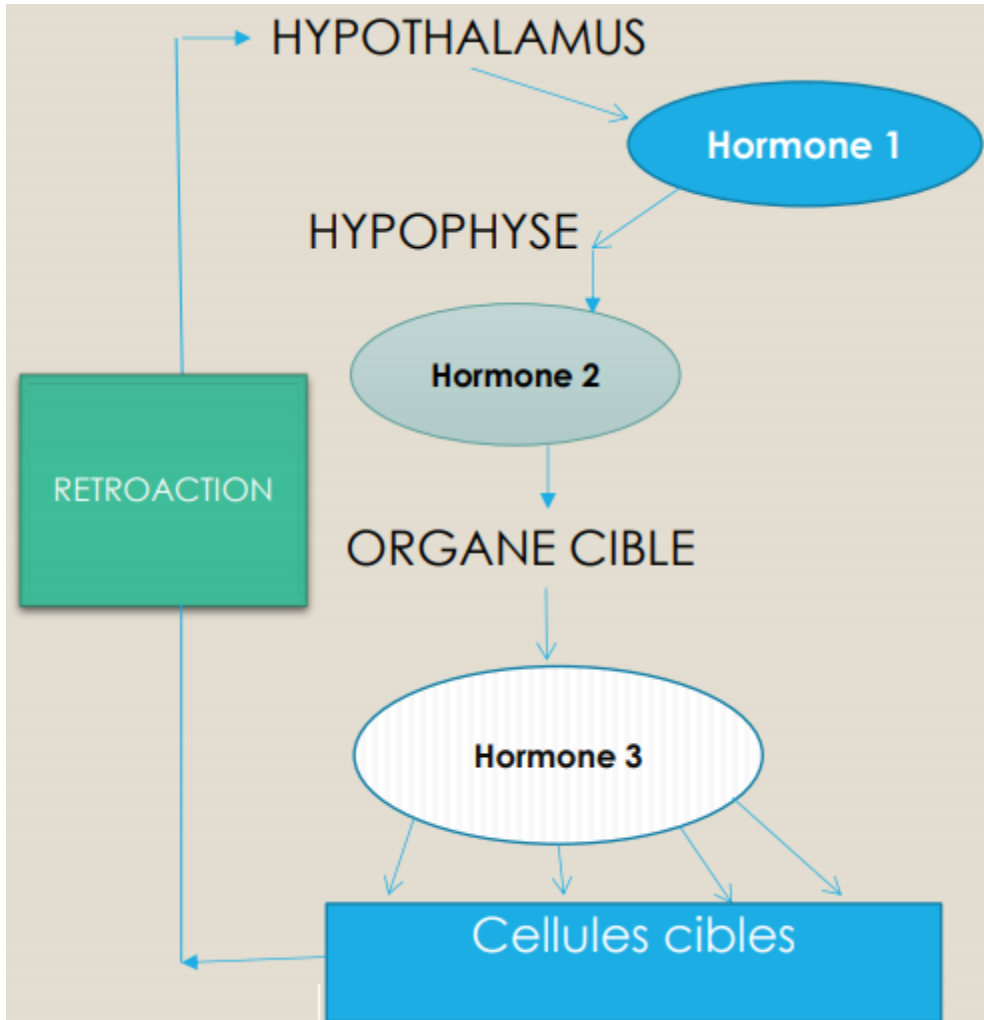 HYPOTHALAMUS
Hormone 1
HYPOPHYSE
Hormone 2
RETROACTION
ORGANE CIBLE
Hormone 3
Cellules cibles